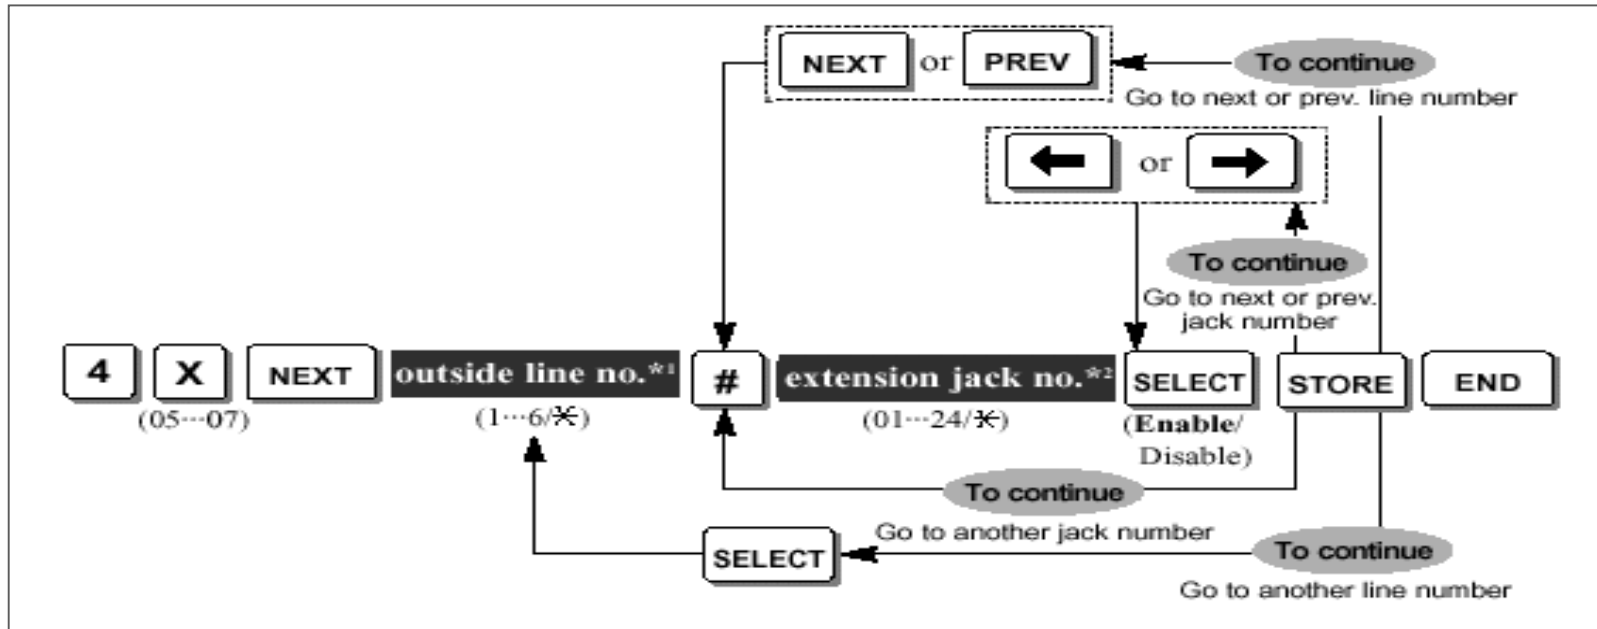 NEXT or PREV
To continue
Go to next or prev. line number
← or →
To continue
Go to next or prev.
jack number
4 X NEXT outside line no.*1 # extension jack no.*2 SELECT STORE END
(05···07) (1···6/✳) (01···24/✳) (Enable/
Disable)
To continue
Go to another jack number
SELECT
To continue
Go to another line number